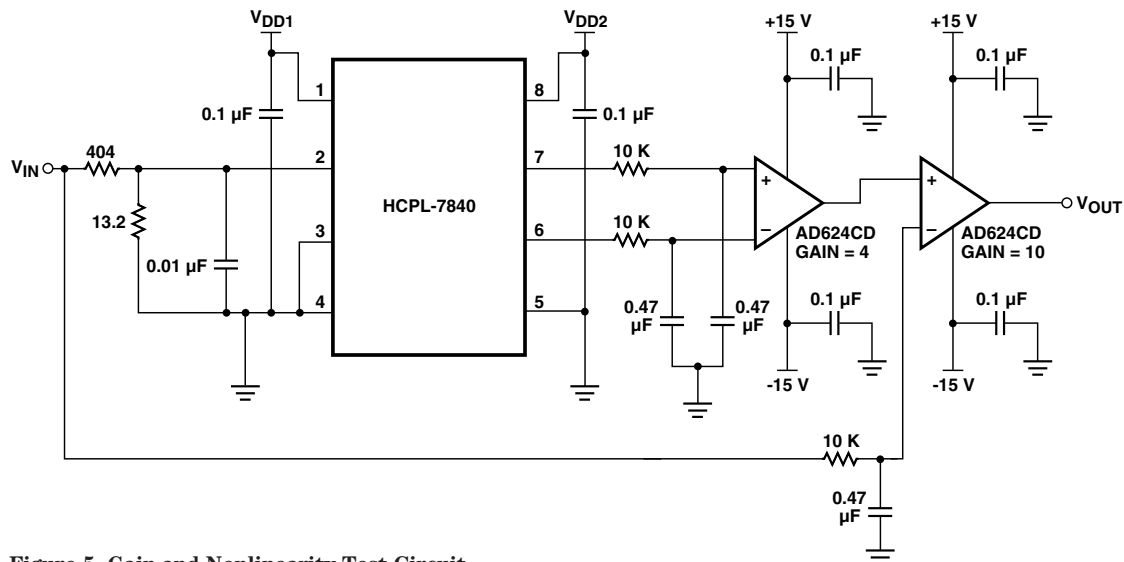 V_DD1
V_DD2
+15 V
+15 V
0.1 µF
0.1 µF
1
8
0.1 µF
0.1 µF
V_IN
404
2
7
10 K
13.2
HCPL-7840
+
−
+
−
V_OUT
3
6
10 K
AD624CD
GAIN = 4
AD624CD
GAIN = 10
0.01 µF
4
5
0.47
µF
0.47
µF
0.1 µF
0.1 µF
-15 V
-15 V
10 K
0.47
µF
Figure 5. Gain and Nonlinearity Test Circuit